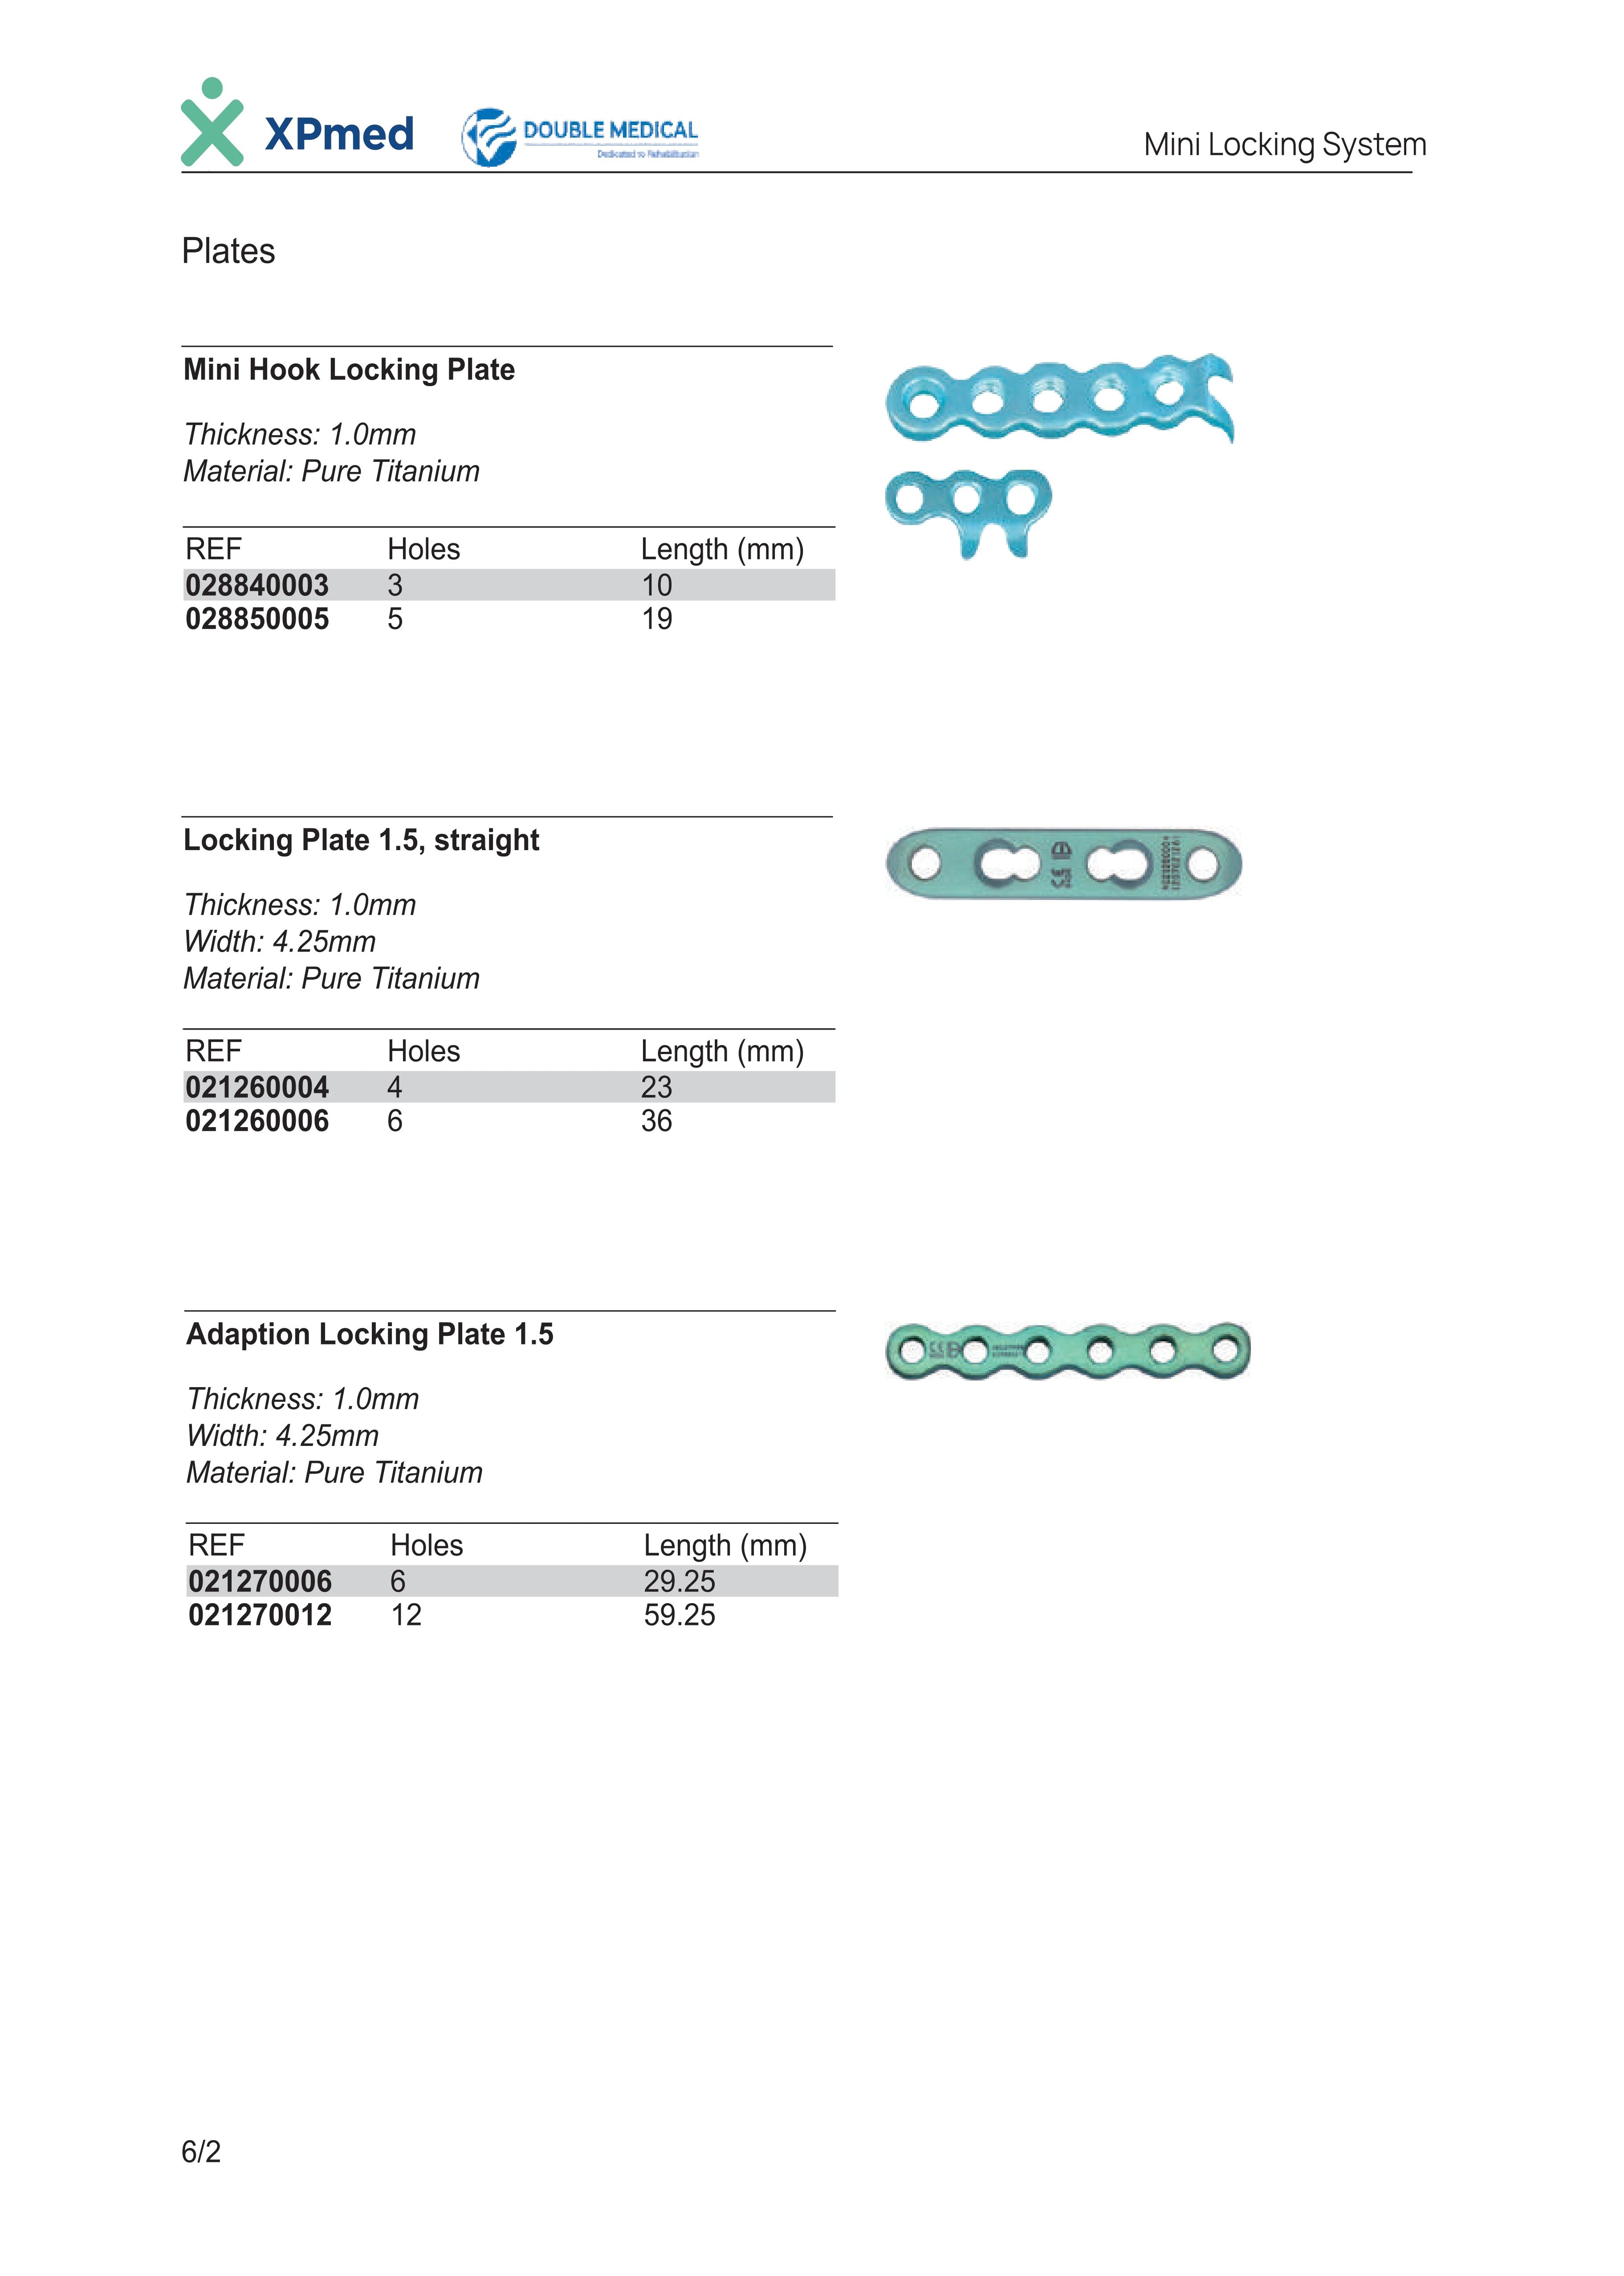 XPmed
DOUBLE MEDICAL
Dedicated to Rehabilitation
Mini Locking System
Plates
Mini Hook Locking Plate
Thickness: 1.0mm
Material: Pure Titanium
REF Holes Length (mm)
028840003 3 10
028850005 5 19
Locking Plate 1.5, straight
Thickness: 1.0mm
Width: 4.25mm
Material: Pure Titanium
REF Holes Length (mm)
021260004 4 23
021260006 6 36
Adaption Locking Plate 1.5
Thickness: 1.0mm
Width: 4.25mm
Material: Pure Titanium
REF Holes Length (mm)
021270006 6 29.25
021270012 12 59.25
6/2